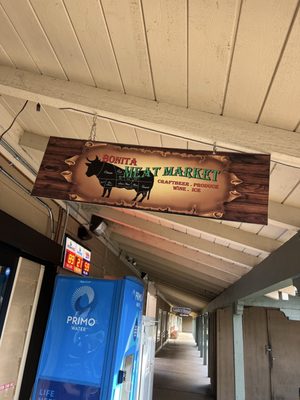 BONITA
MEAT MARKET
CRAFTBEER . PRODUCE
WINE . ICE
PRIMO
WATER